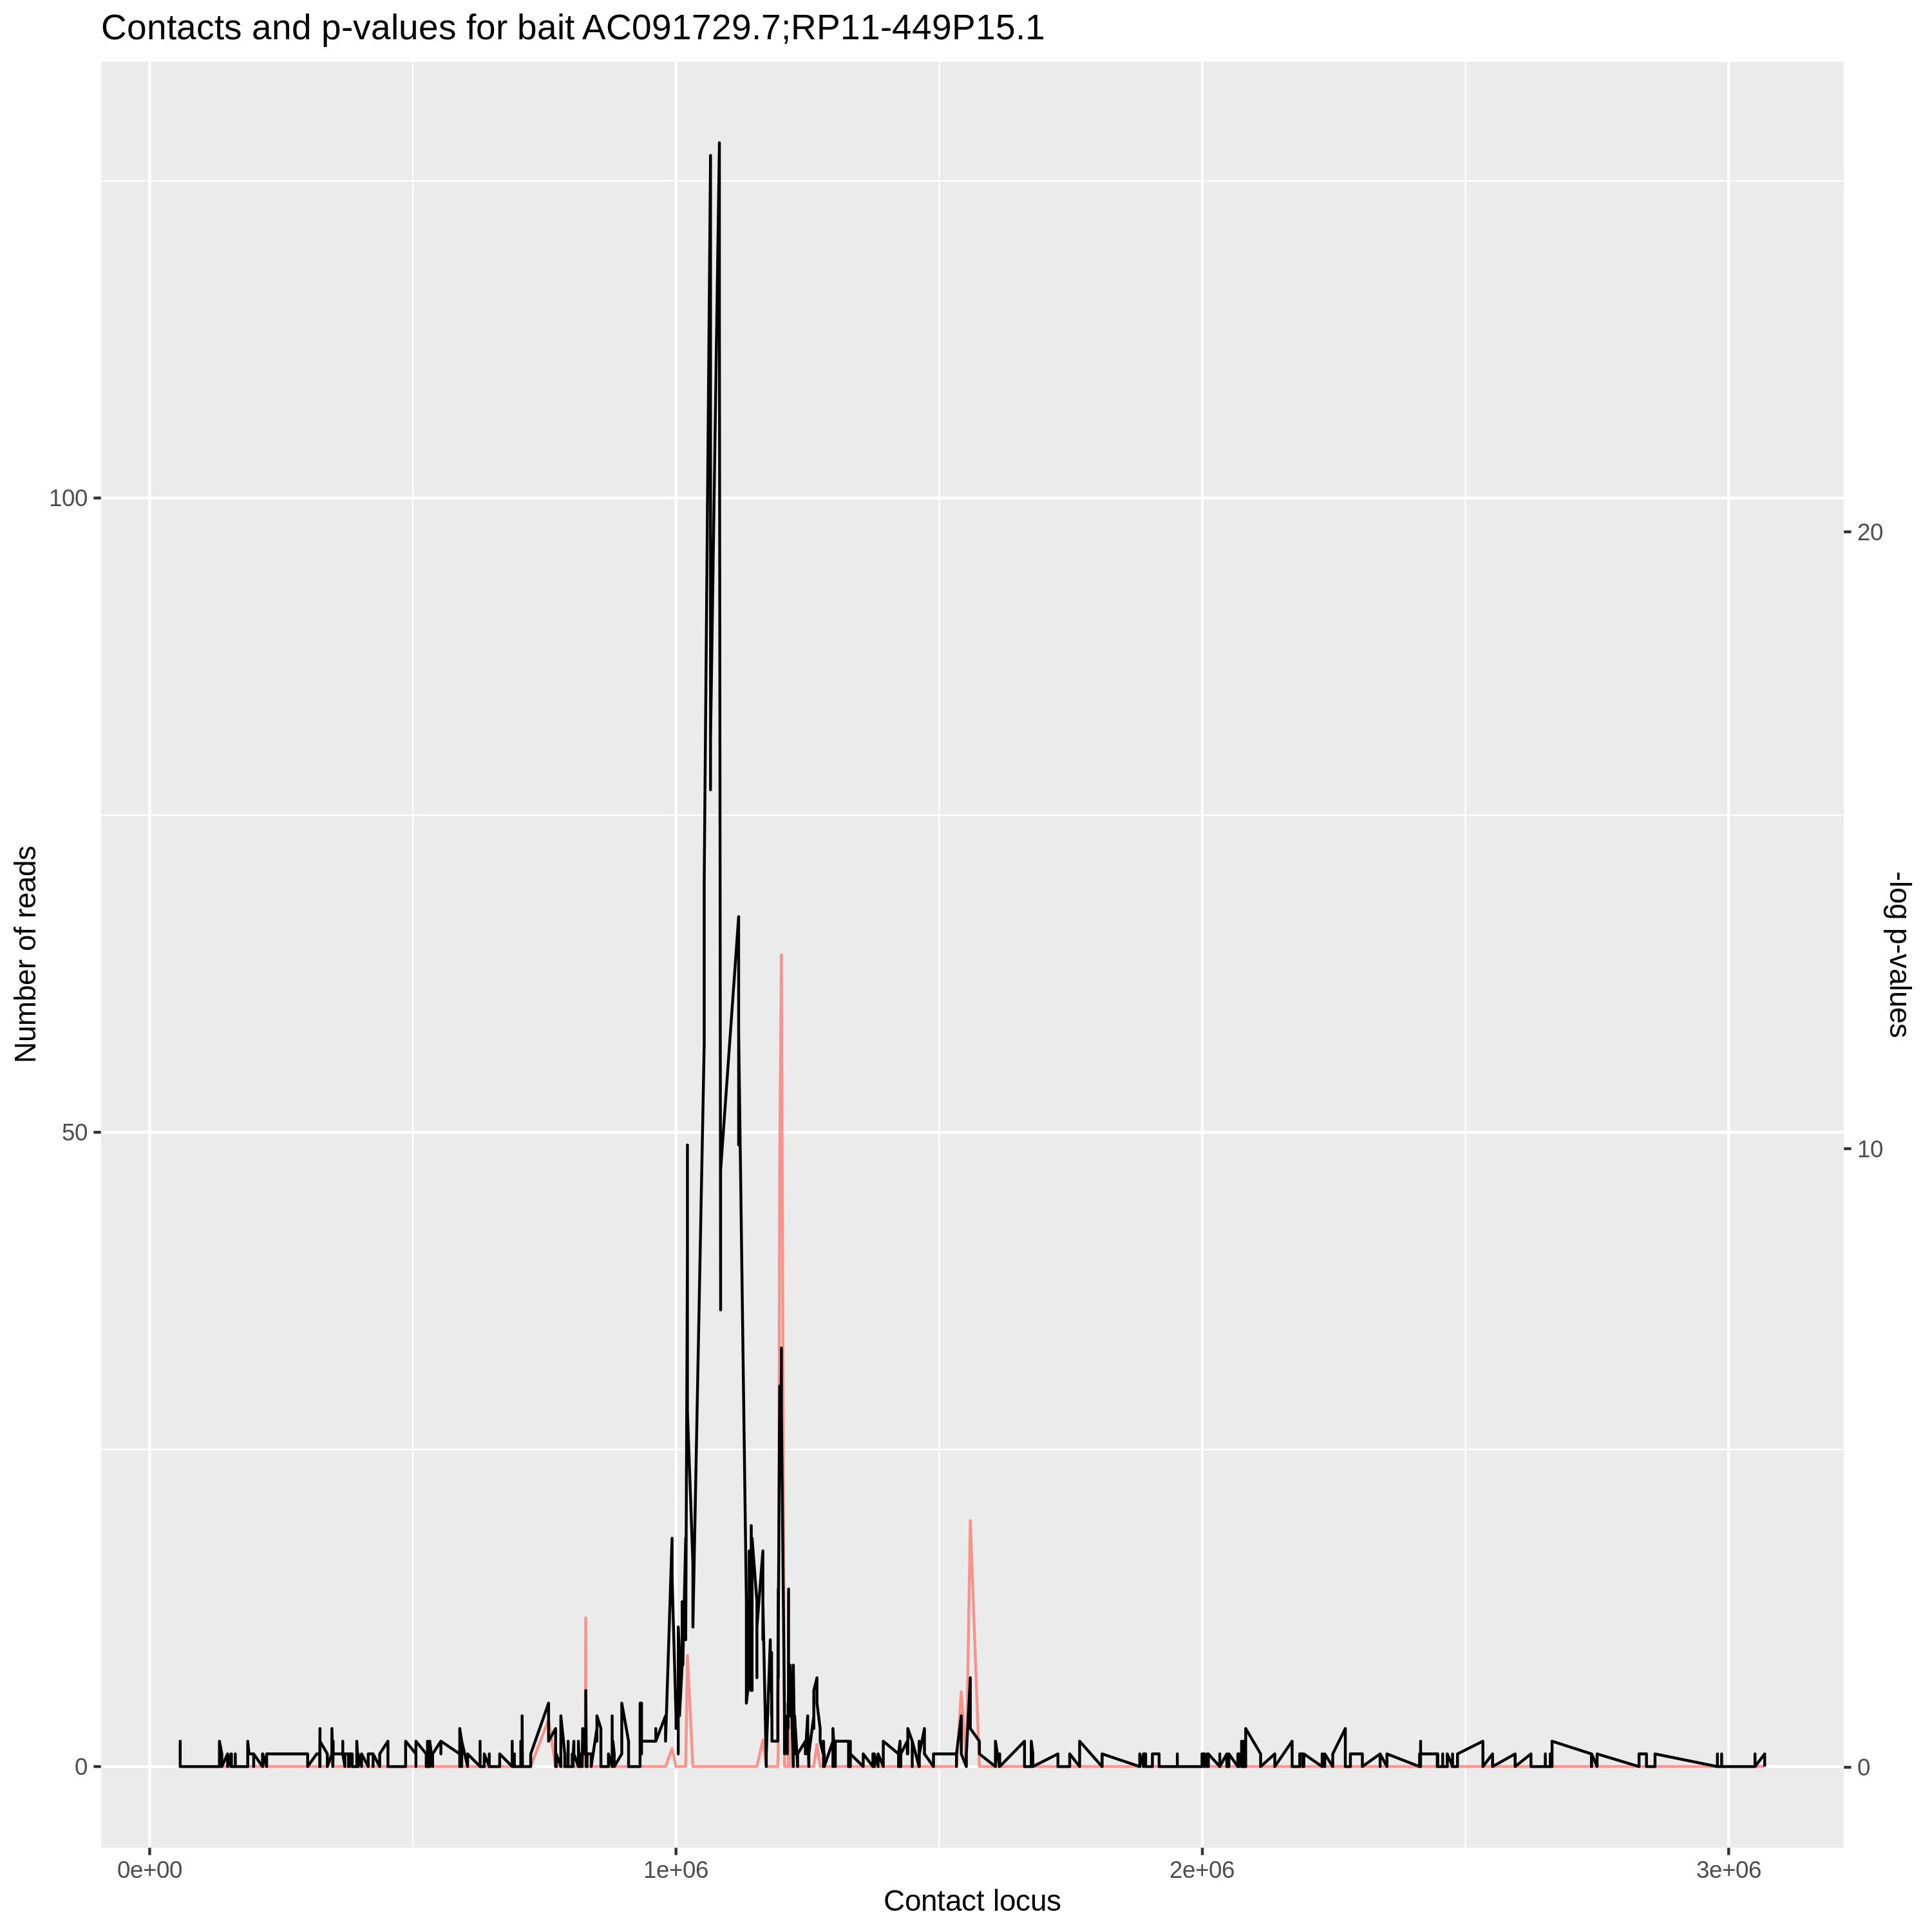 Contacts and p-values for bait AC091729.7;RP11-449P15.1
Number of reads
100
50
0
20
10
0
-log p-values
0e+00 1e+06 2e+06 3e+06
Contact locus